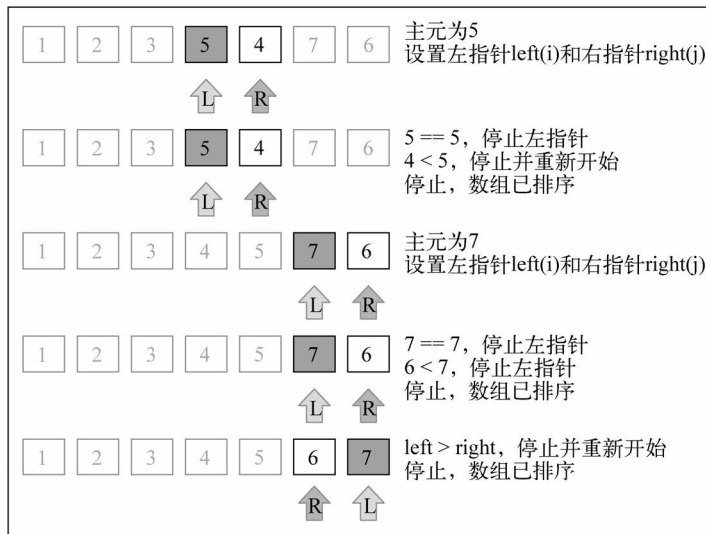 1 2 3 5 4 7 6
主元为5
设置左指针left(i)和右指针right(j)
L R
1 2 3 5 4 7 6
5 == 5，停止左指针
4 < 5，停止并重新开始
停止，数组已排序
L R
1 2 3 4 5 7 6
主元为7
设置左指针left(i)和右指针right(j)
L R
1 2 3 4 5 7 6
7 == 7，停止左指针
6 < 7，停止左指针
停止，数组已排序
L R
1 2 3 4 5 6 7
left > right，停止并重新开始
停止，数组已排序
R L